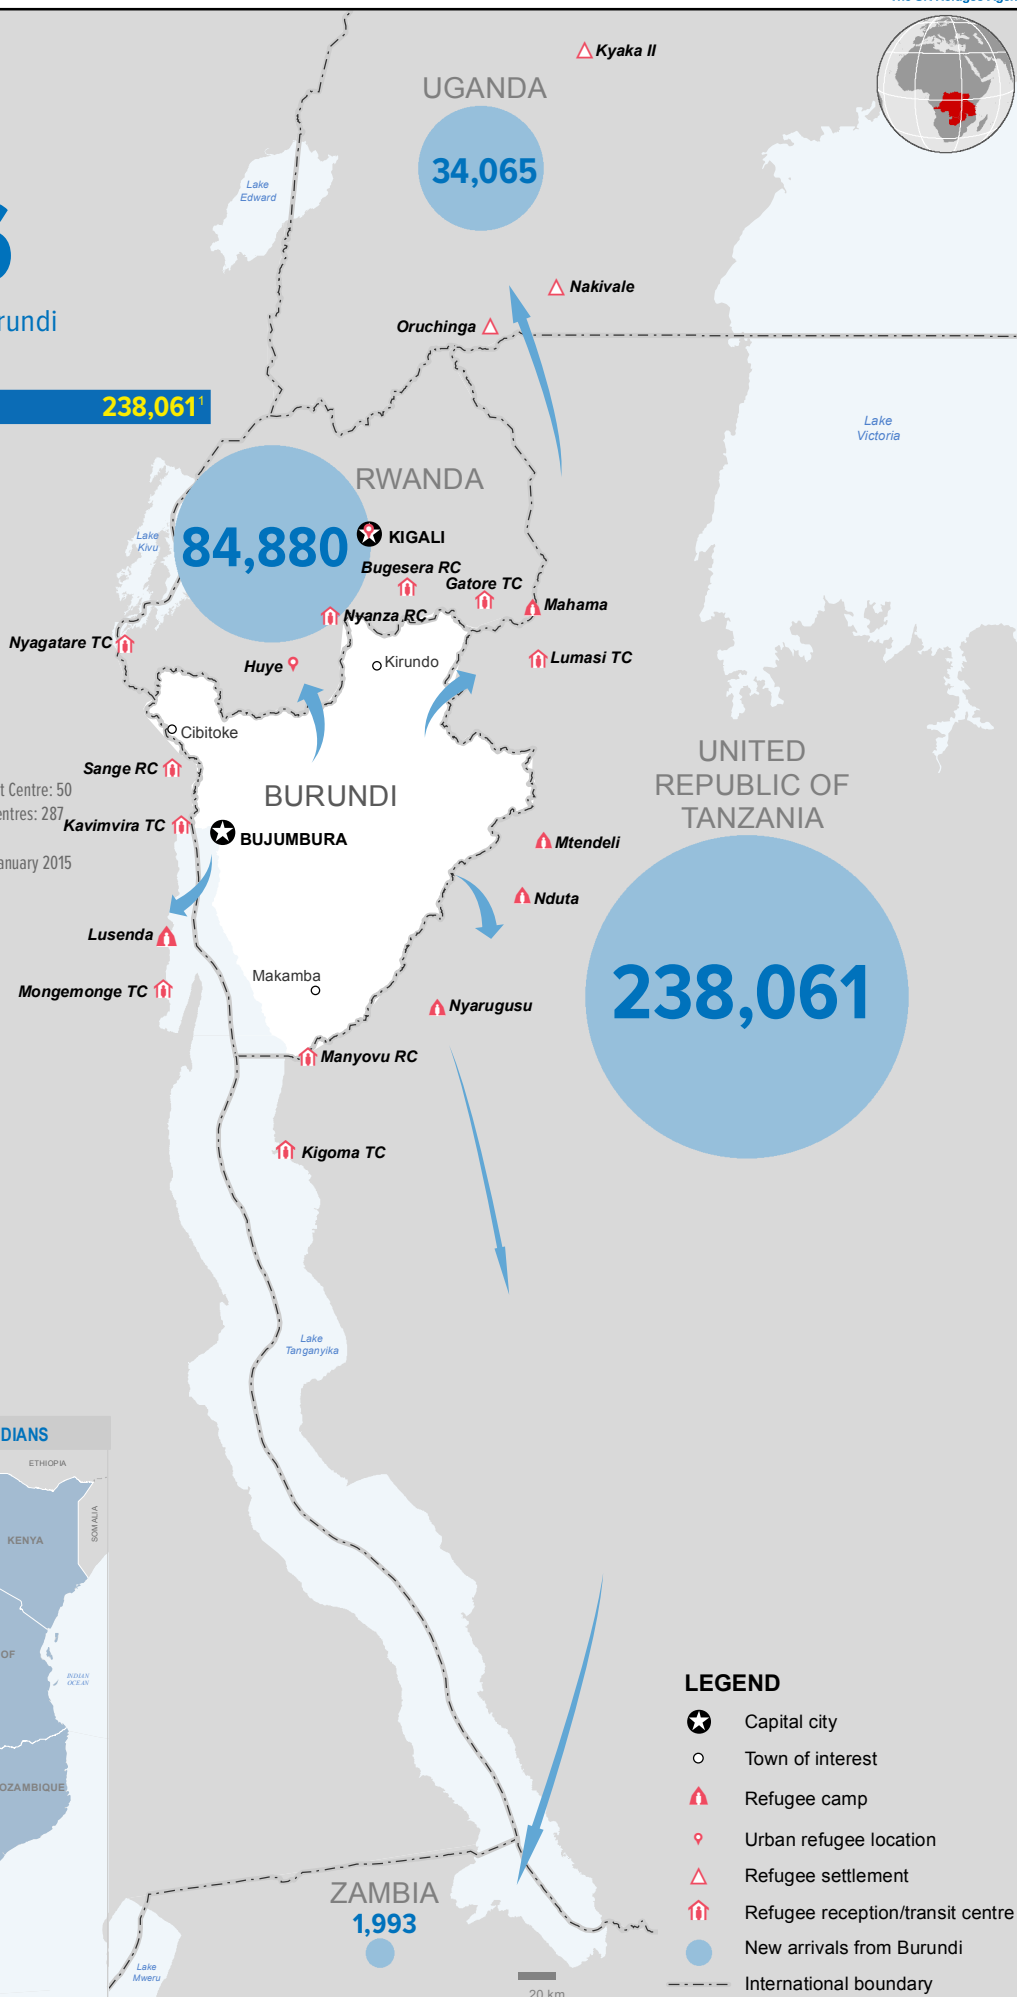 Kyaka II
UGANDA
34,065
Lake
Edward
Nakivale
Oruchinga
rundi
238,061¹
Lake
Victoria
RWANDA
84,880
KIGALI
Lake
Kivu
Bugesera RC
Gatore TC
Mahama
Nyanza RC
Nyagatare TC
Lumasi TC
Huye
Kirundo
Cibitoke
UNITED
REPUBLIC OF
TANZANIA
Sange RC
t Centre: 50
entres: 287
BURUNDI
Kavimvira TC
BUJUMBURA
Mtendeli
anuary 2015
Nduta
Lusenda
238,061
Makamba
Mongemonge TC
Nyarugusu
Manyovu RC
Kigoma TC
Lake
Tanganyika
DIANS
ETHIOPIA
SOMALIA
KENYA
OF
INDIAN
OCEAN
OZAMBIQUE
LEGEND
Capital city
Town of interest
Refugee camp
Urban refugee location
Refugee settlement
Refugee reception/transit centre
New arrivals from Burundi
International boundary
ZAMBIA
1,993
Lake
Mweru
20 km